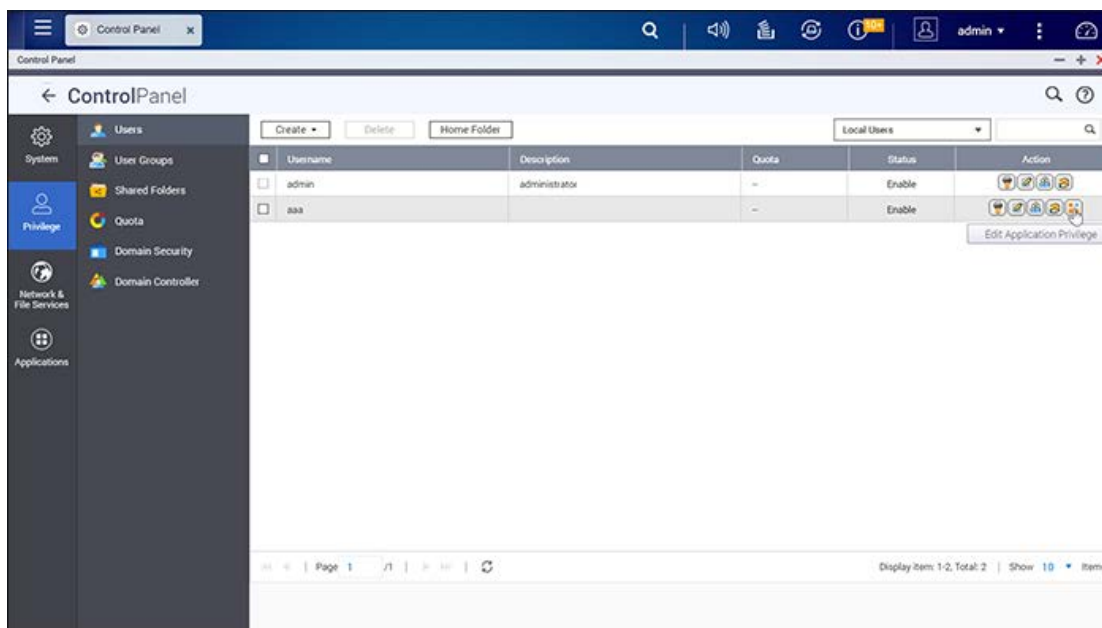 Control Panel x
10+
admin
Control Panel
ControlPanel
System
Privilege
Network &
File Services
Applications
Users
User Groups
Shared Folders
Quota
Domain Security
Domain Controller
Create Delete Home Folder Local Users
Username Description Quota Status Action
admin administrator -- Enable
aaa -- Enable
Edit Application Privilege
Page 1 /1 Display item: 1-2, Total: 2 | Show 10 Item